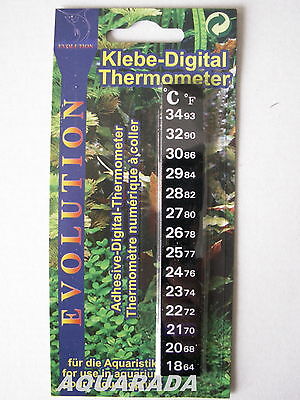 EVOLUTION
Klebe-Digital
Thermometer
EVOLUTION
Adhesive-Digital-Thermometer
Thermomètre numérique à coller
°C °F
34 93
32 90
30 86
29 84
28 82
27 80
26 78
25 77
24 76
23 74
22 72
21 70
20 68
18 64
für die Aquaristik
for use in aquarium
AQUARADA